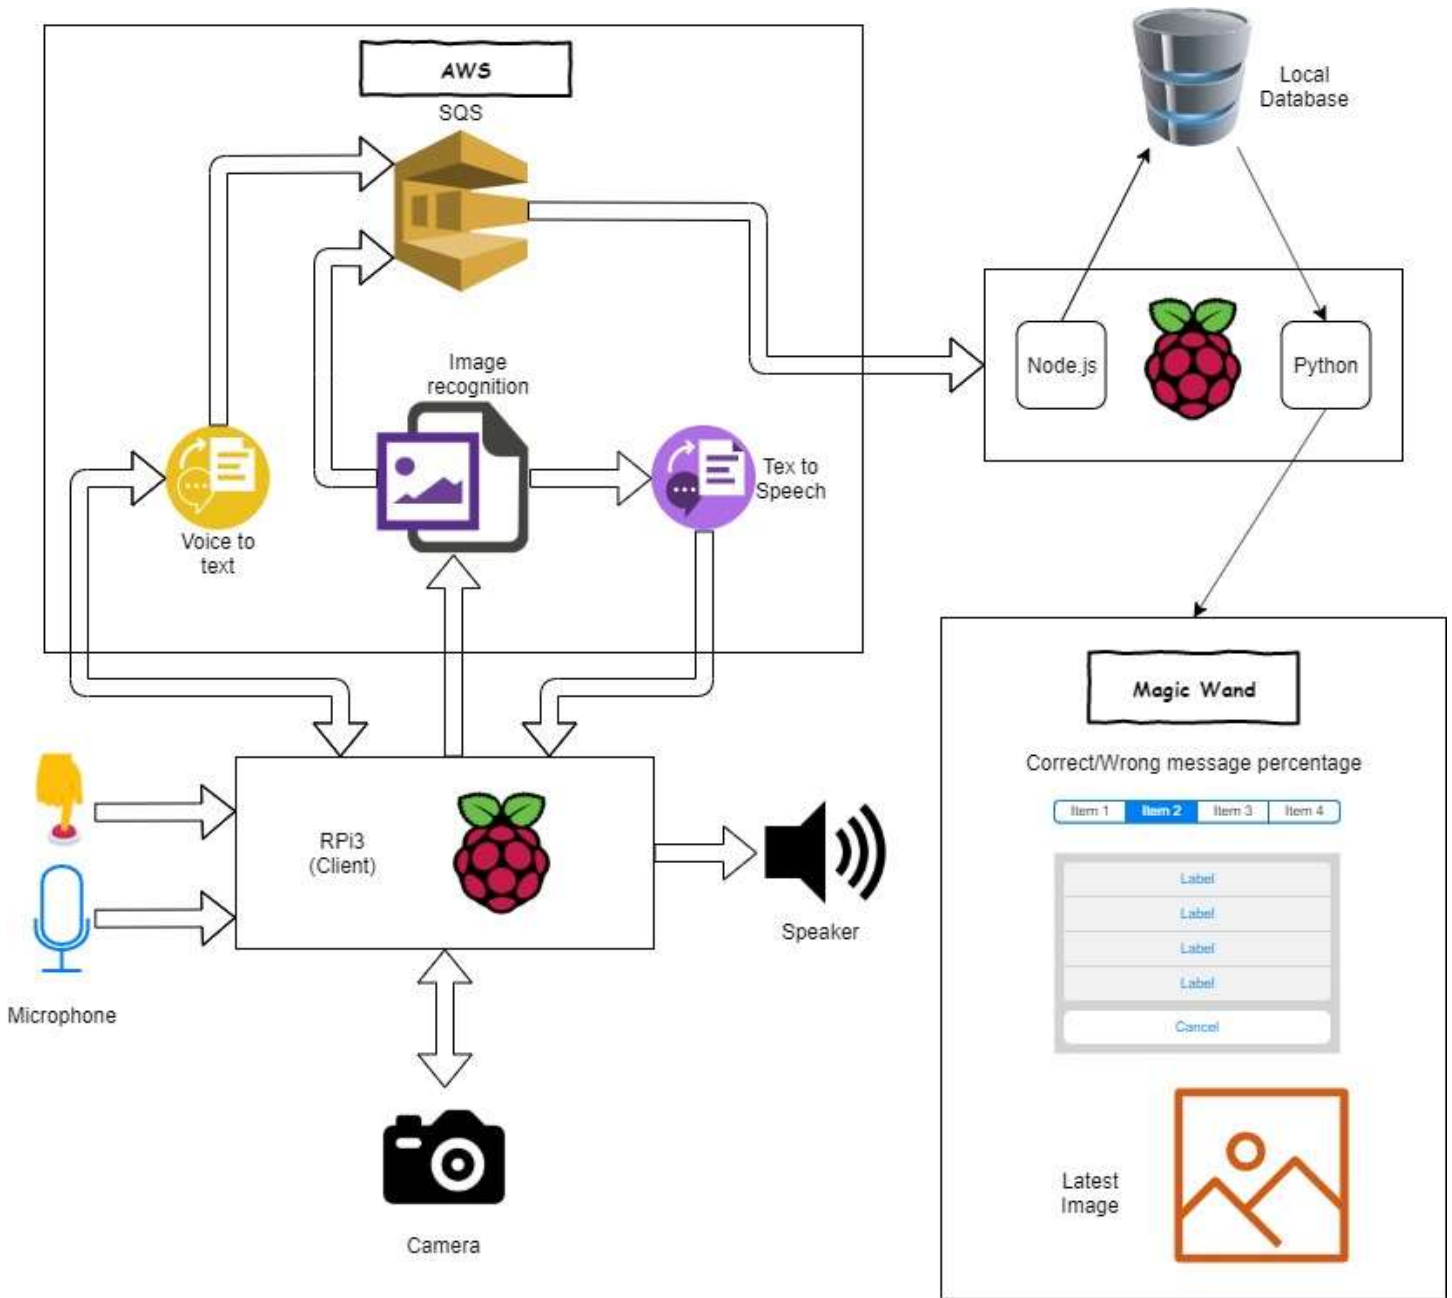 AWS
SQS
Local
Database
Image
recognition
Node.js
Python
Tex to
Speech
Voice to
text
Magic Wand
Correct/Wrong message percentage
Item 1
Item 2
Item 3
Item 4
RPi3
(Client)
Label
Label
Label
Label
Cancel
Speaker
Microphone
Latest
Image
Camera